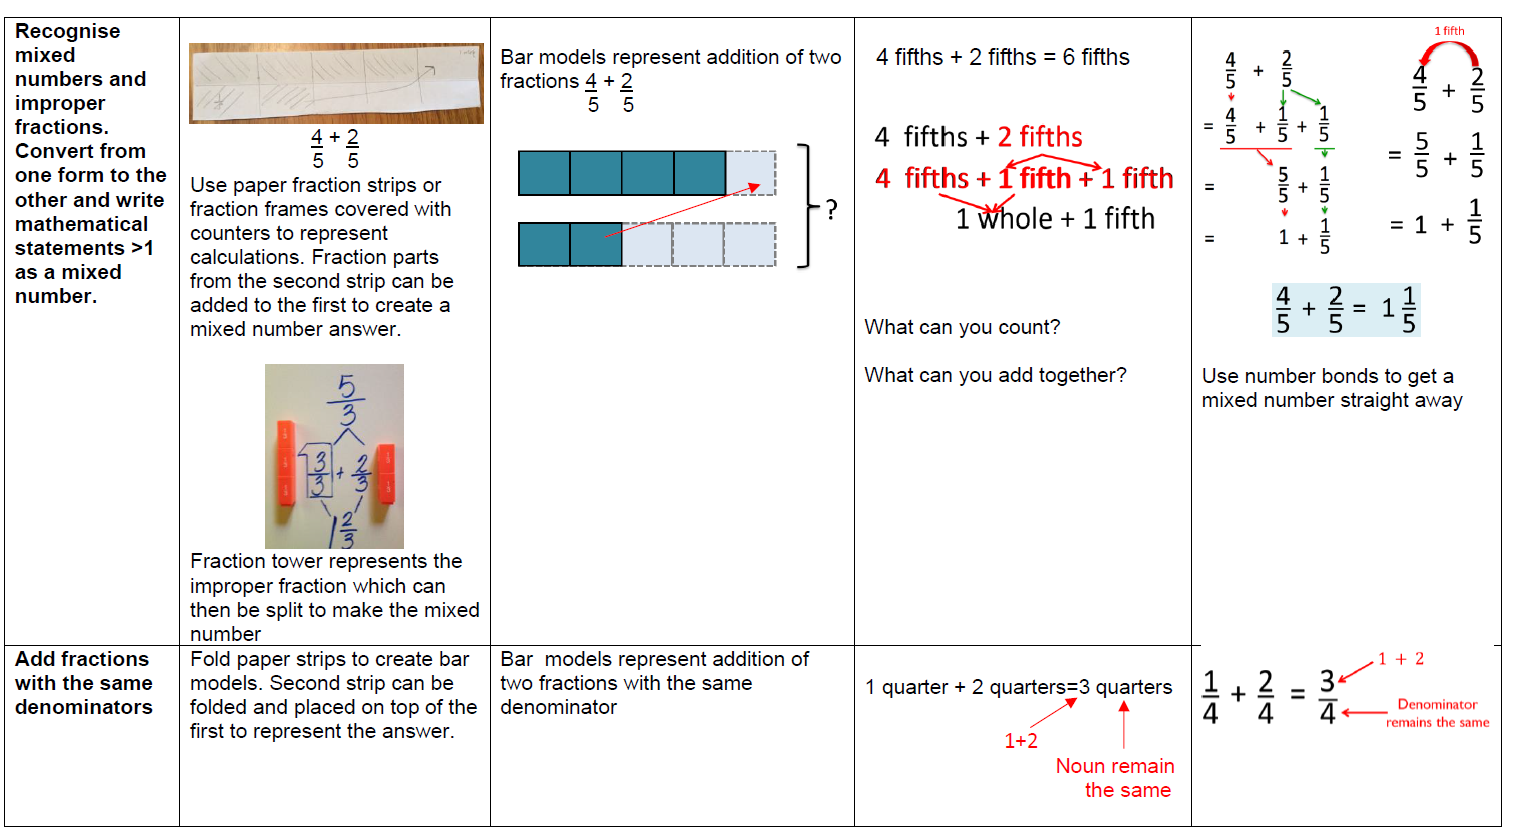 Recognise
mixed
numbers and
improper
fractions.
Convert from
one form to the
other and write
mathematical
statements >1
as a mixed
number.
4/5 + 2/5
Use paper fraction strips or
fraction frames covered with
counters to represent
calculations. Fraction parts
from the second strip can be
added to the first to create a
mixed number answer.
5/3
3/3 + 2/3
1 2/3
Fraction tower represents the
improper fraction which can
then be split to make the mixed
number
Bar models represent addition of two
fractions 4/5 + 2/5
?
4 fifths + 2 fifths = 6 fifths
4 fifths + 2 fifths
4 fifths + 1 fifth + 1 fifth
1 whole + 1 fifth
What can you count?
What can you add together?
4/5 + 2/5
= 4/5 + 1/5 + 1/5
= 5/5 + 1/5
= 1 + 1/5
1 fifth
4/5 + 2/5
= 5/5 + 1/5
= 1 + 1/5
4/5 + 2/5 = 1 1/5
Use number bonds to get a
mixed number straight away
Add fractions
with the same
denominators
Fold paper strips to create bar
models. Second strip can be
folded and placed on top of the
first to represent the answer.
Bar models represent addition of
two fractions with the same
denominator
1 quarter + 2 quarters=3 quarters
1+2
Noun remain
the same
1/4 + 2/4 = 3/4
1 + 2
Denominator
remains the same